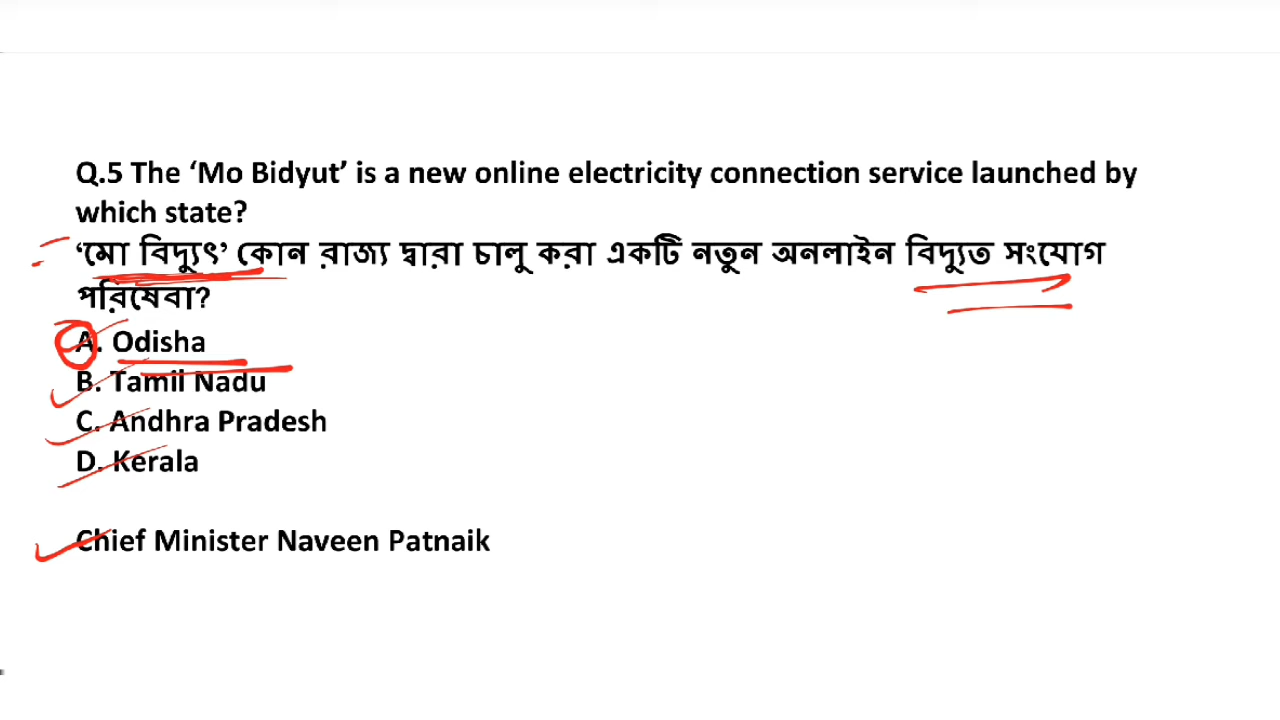 Q.5 The ‘Mo Bidyut’ is a new online electricity connection service launched by
which state?
‘মো বিদ্যুৎ’ কোন রাজ্য দ্বারা চালু করা একটি নতুন অনলাইন বিদ্যুত সংযোগ
পরিষেবা?
A. Odisha
B. Tamil Nadu
C. Andhra Pradesh
D. Kerala
Chief Minister Naveen Patnaik